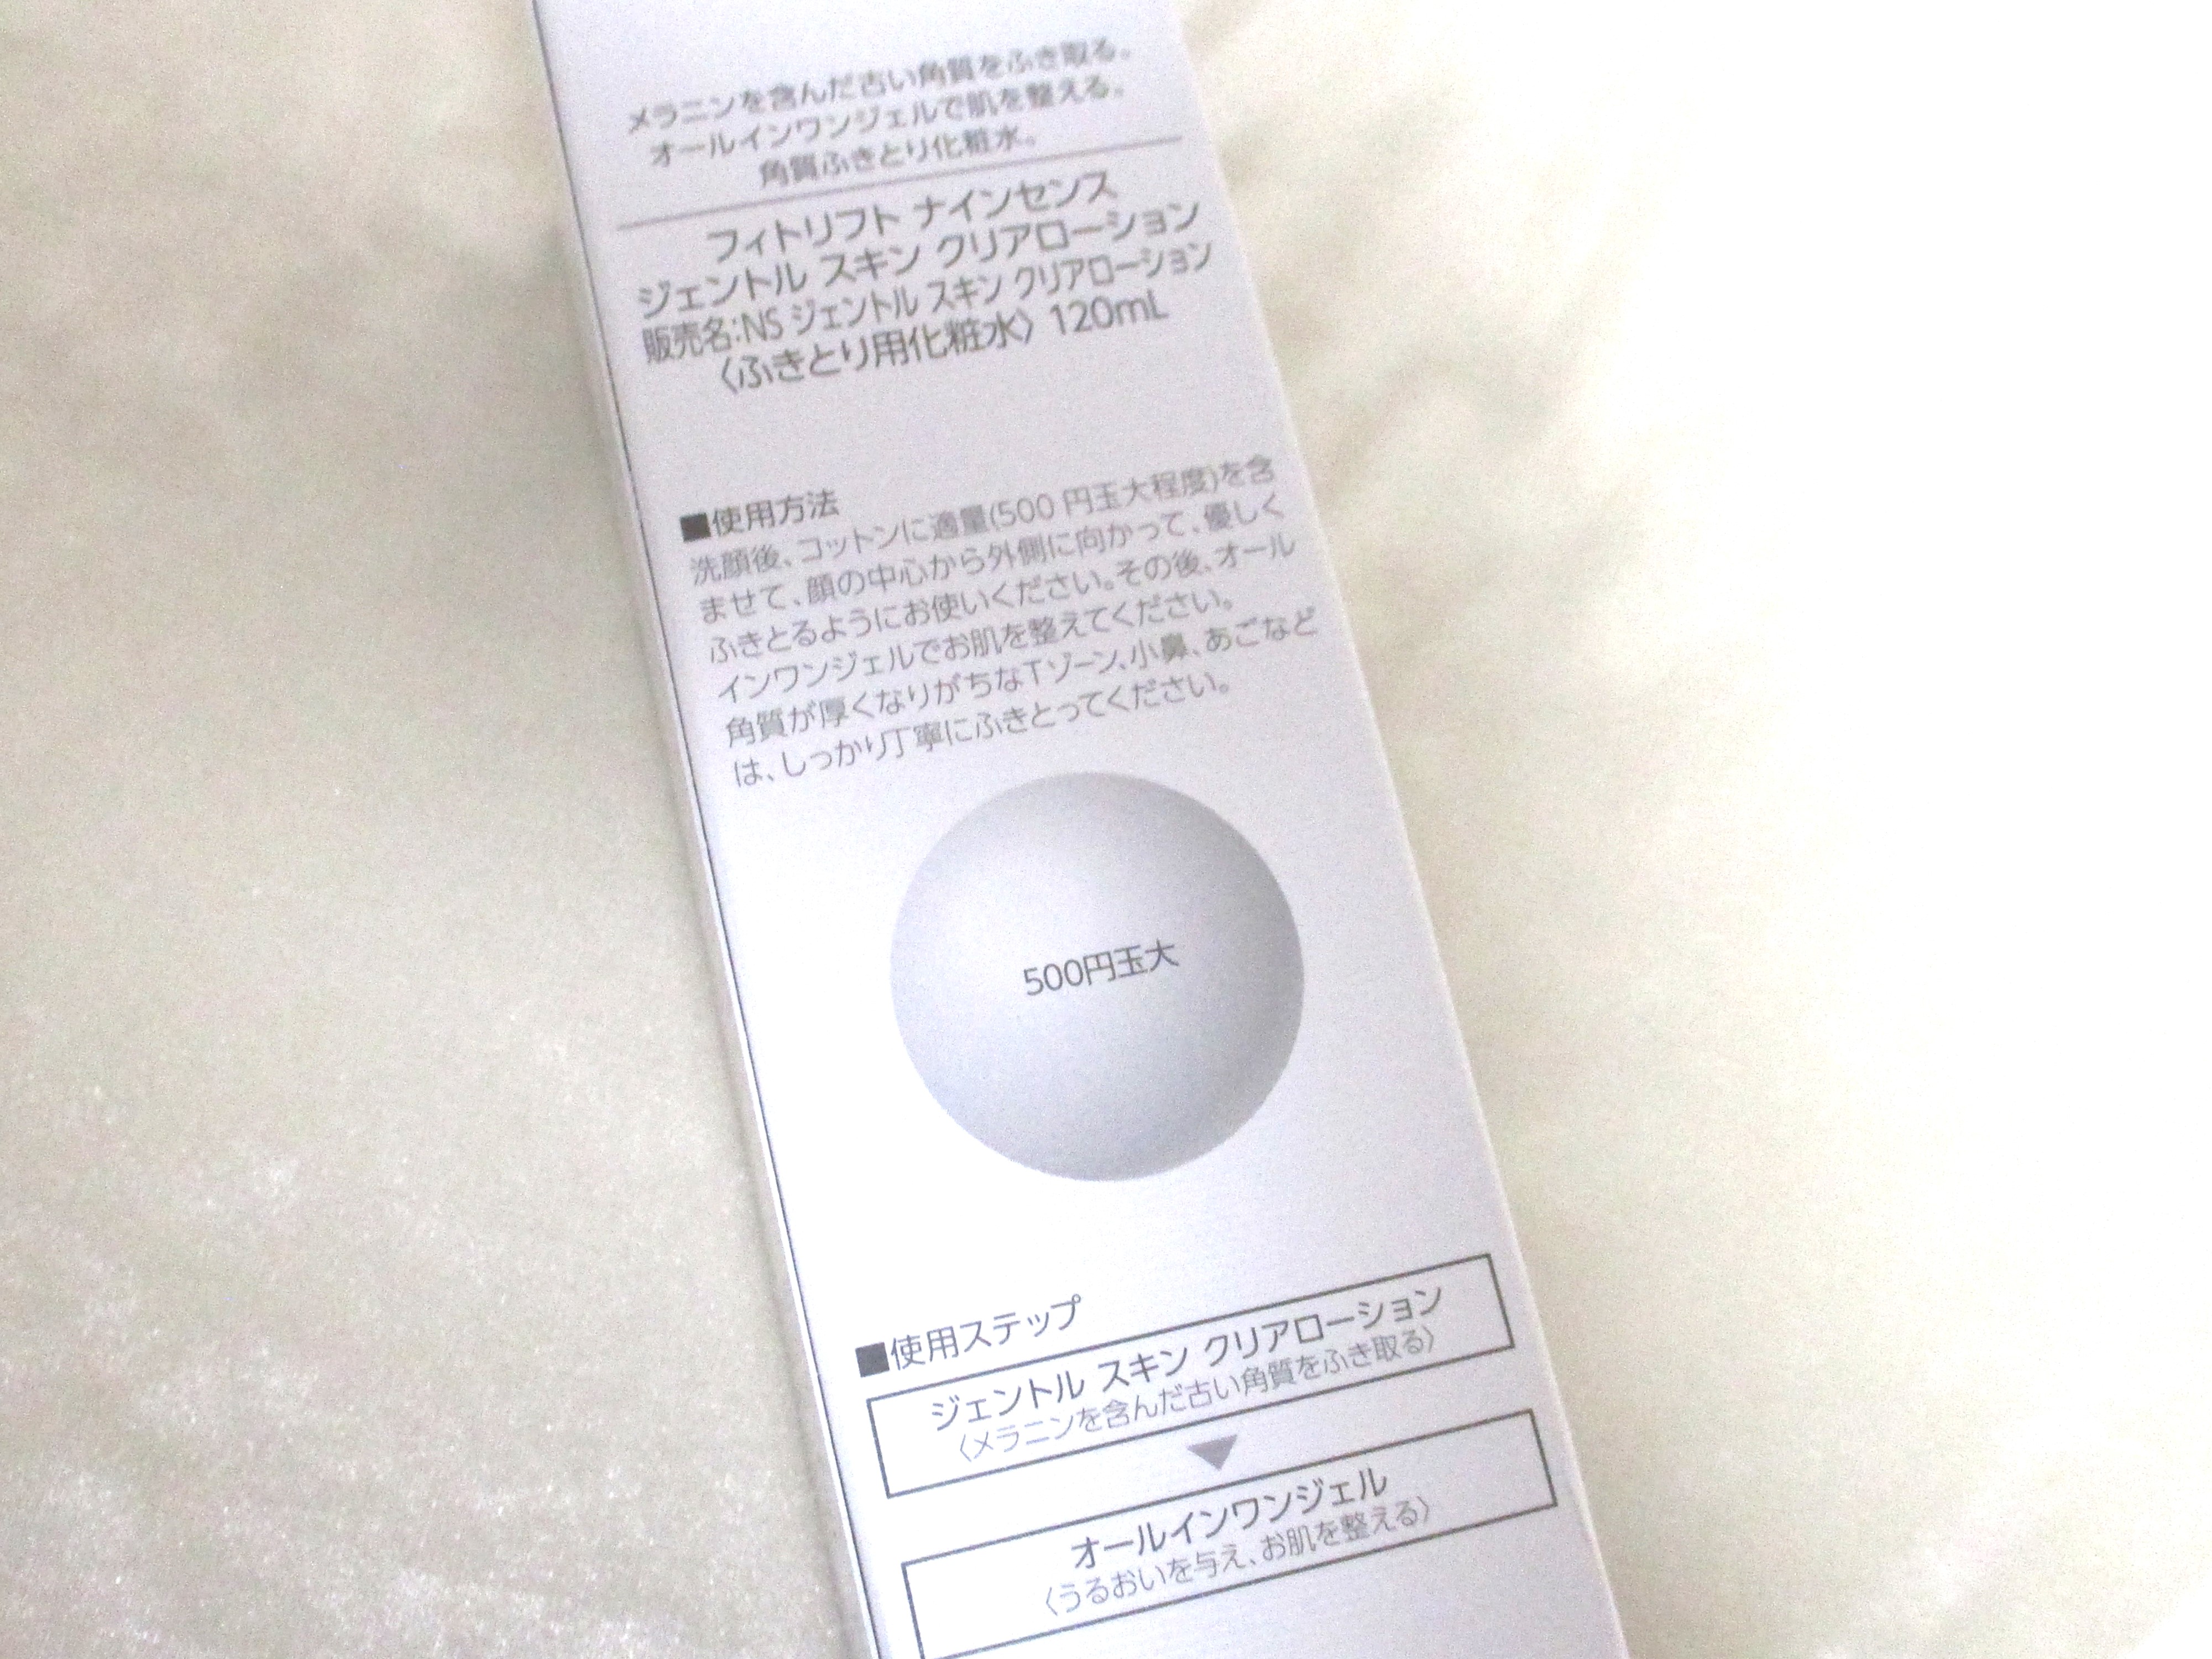 メラニンを含んだ古い角質をふき取る。
オールインワンジェルで肌を整える。
角質ふきとり化粧水。
フィトリフト ナインセンス
ジェントル スキン クリアローション
販売名:NS ジェントル スキン クリアローション
〈ふきとり用化粧水〉 120mL
■使用方法
洗顔後、コットンに適量(500 円玉大程度)を含
ませて、顔の中心から外側に向かって、優しく
ふきとるようにお使いください。その後、オール
インワンジェルでお肌を整えてください。
角質が厚くなりがちなTゾーン、小鼻、あごなど
は、しっかり丁寧にふきとってください。
500円玉大
■使用ステップ
ジェントル スキン クリアローション
〈メラニンを含んだ古い角質をふき取る〉
オールインワンジェル
〈うるおいを与え、お肌を整える〉